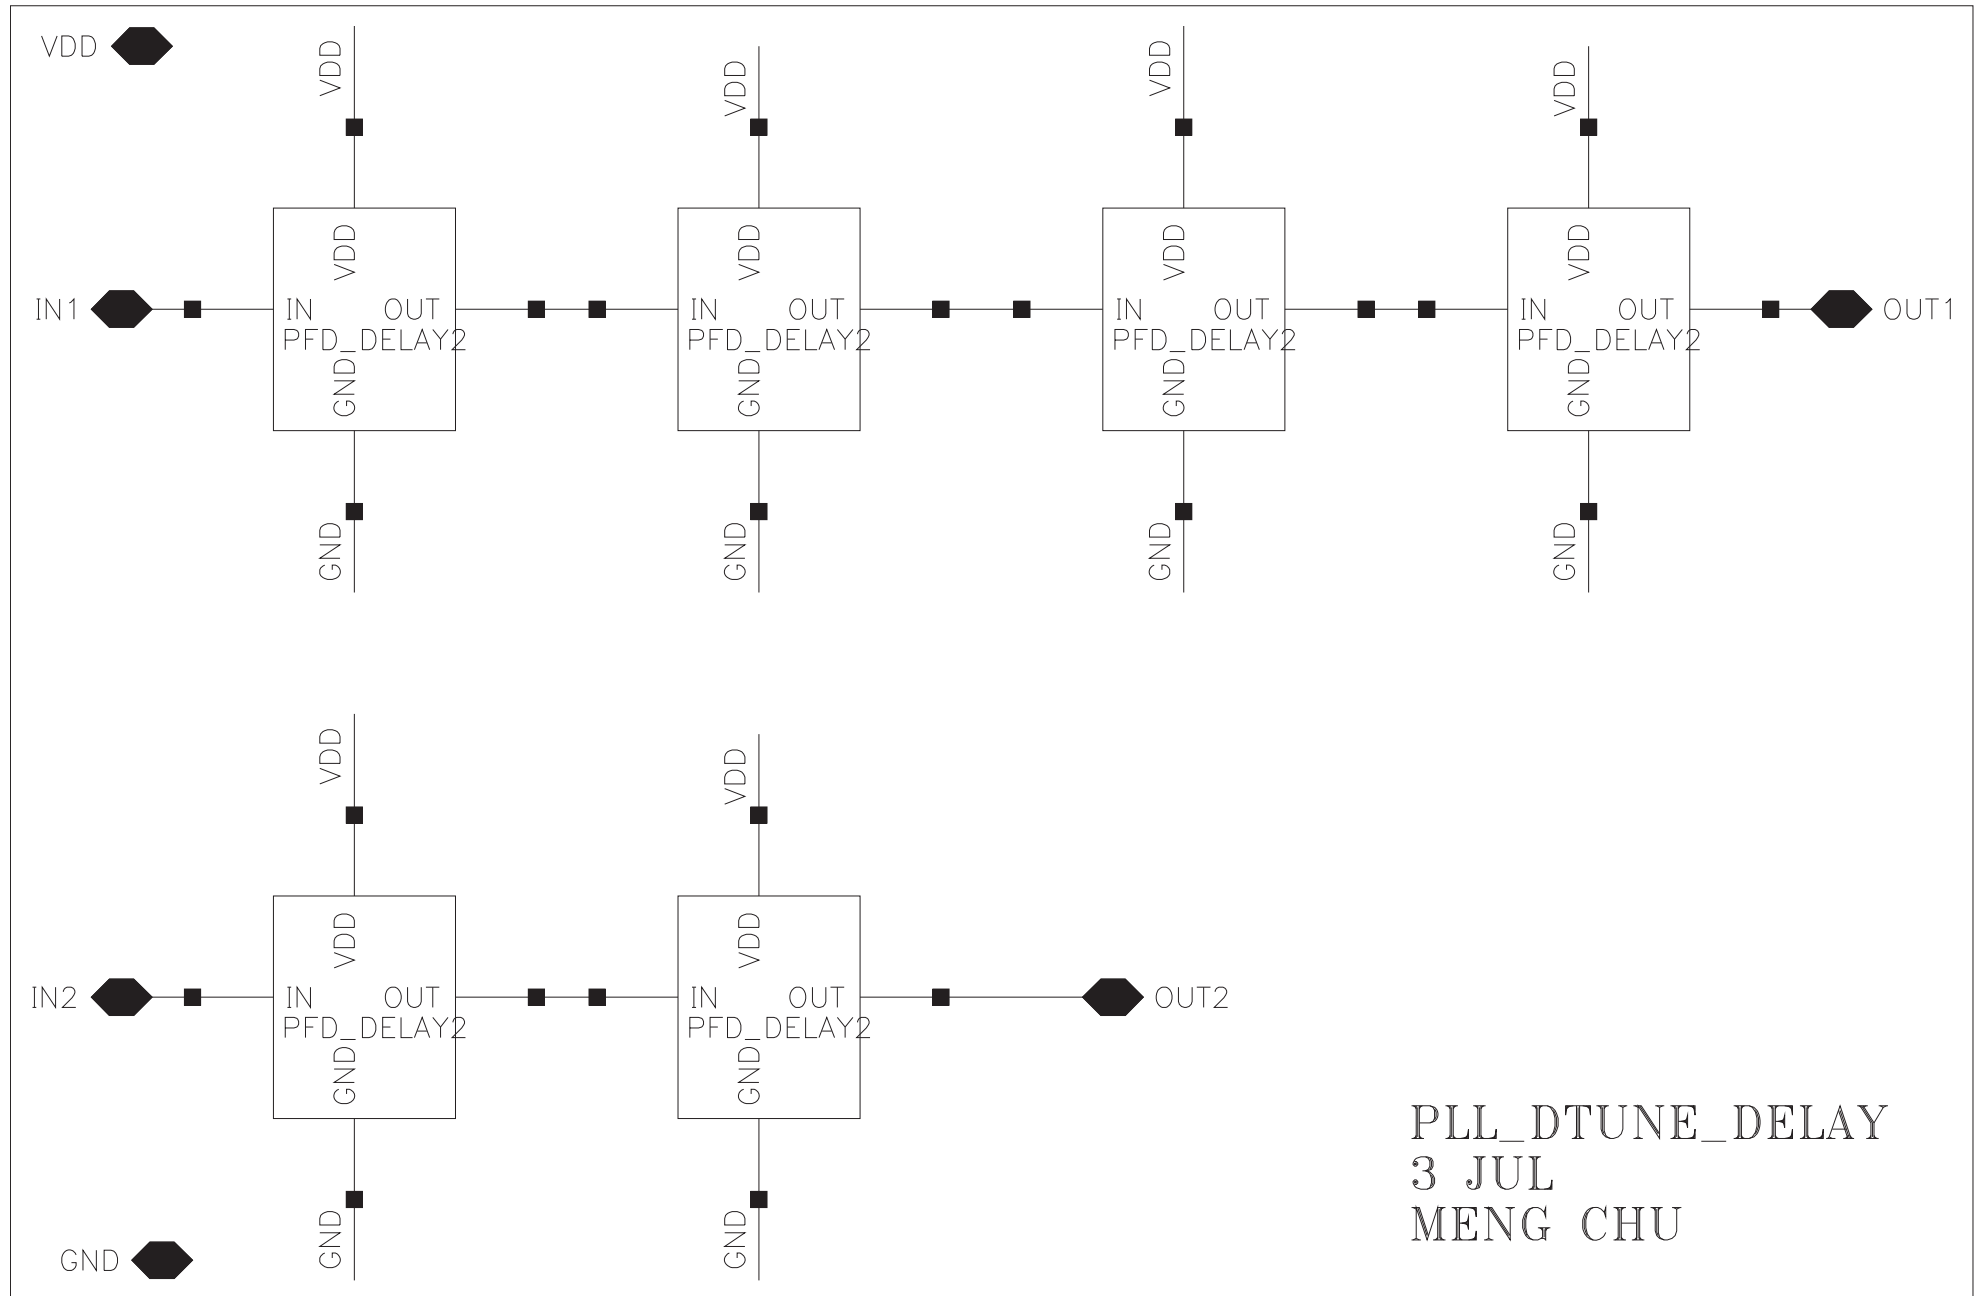 VDD
VDD VDD VDD VDD
VDD VDD VDD VDD
IN1 IN OUT IN OUT IN OUT IN OUT OUT1
PFD_DELAY2 PFD_DELAY2 PFD_DELAY2 PFD_DELAY2
GND GND GND GND
GND GND GND GND
VDD VDD
VDD VDD
IN2 IN OUT IN OUT OUT2
PFD_DELAY2 PFD_DELAY2
GND GND
GND GND
GND
PLL_DTUNE_DELAY
3 JUL
MENG CHU